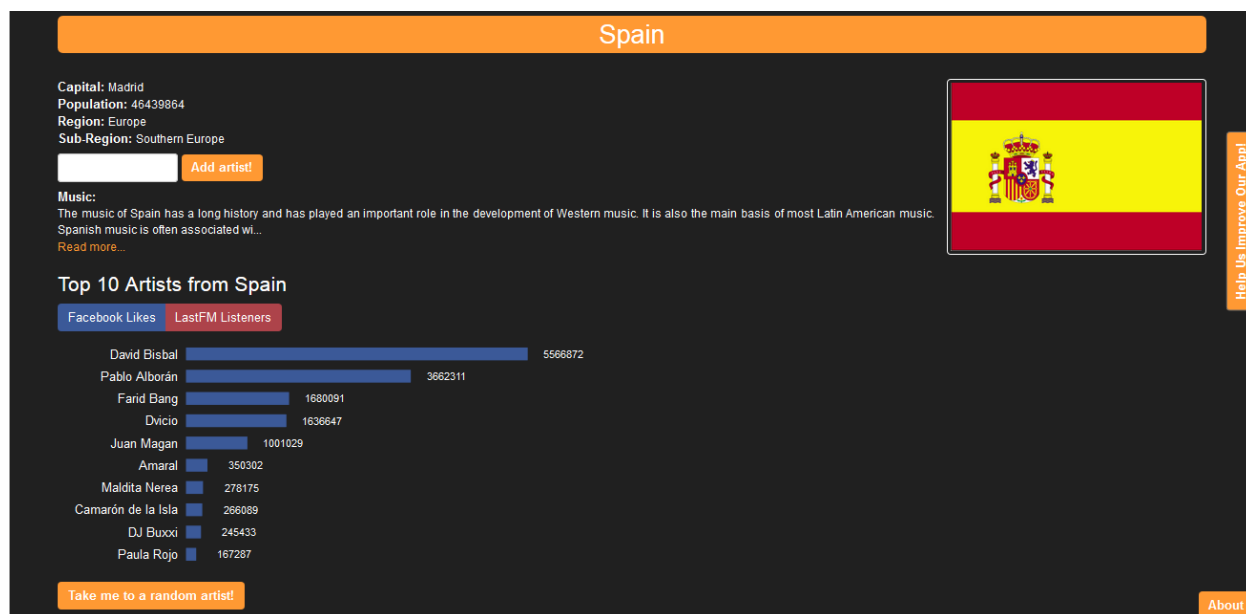 Spain
Capital: Madrid
Population: 46439864
Region: Europe
Sub-Region: Southern Europe
Add artist!
Music:
The music of Spain has a long history and has played an important role in the development of Western music. It is also the main basis of most Latin American music.
Spanish music is often associated wi...
Read more...
Help Us Improve Our App!
Top 10 Artists from Spain
Facebook Likes LastFM Listeners
David Bisbal 5566872
Pablo Alborán 3662311
Farid Bang 1680091
Dvicio 1636647
Juan Magan 1001029
Amaral 350302
Maldita Nerea 278175
Camarón de la Isla 266089
DJ Buxxi 245433
Paula Rojo 167287
Take me to a random artist!
About